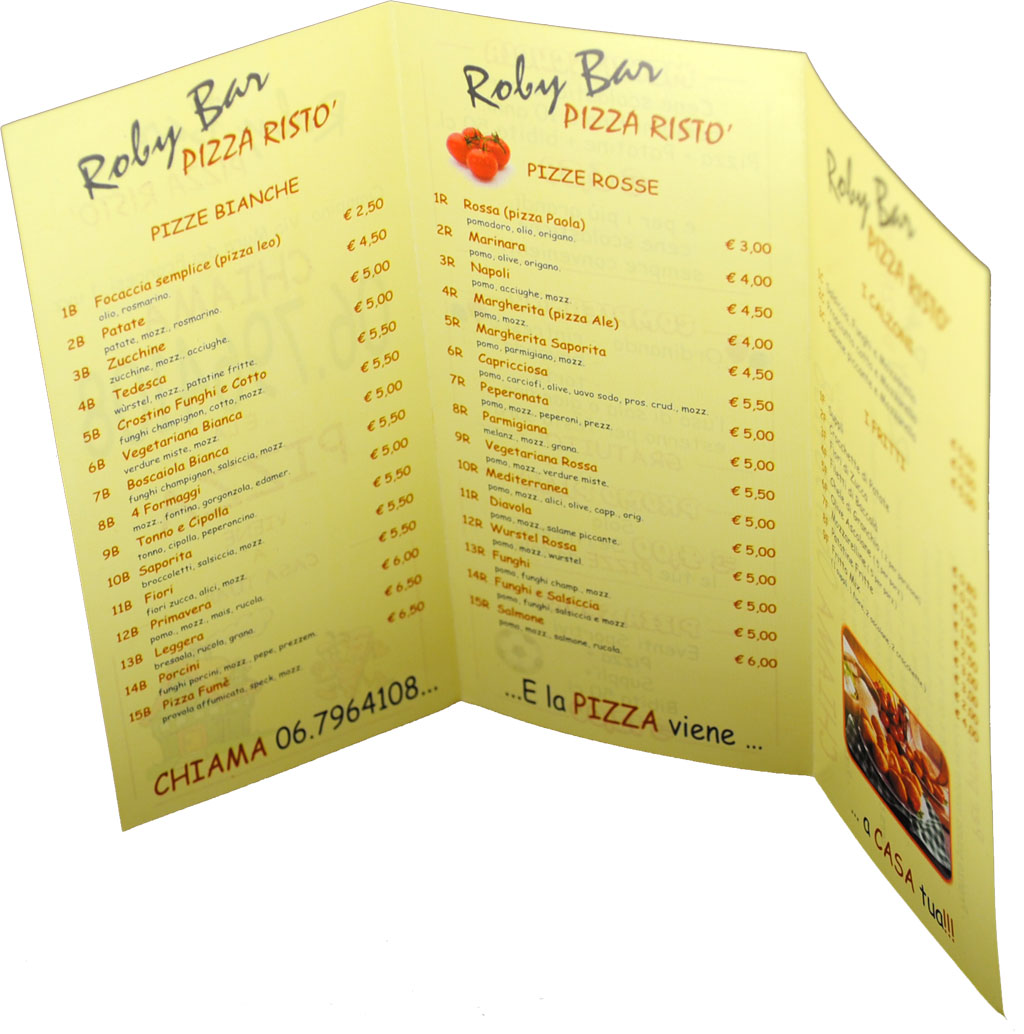 Roby Bar
PIZZA RISTO'
PIZZE BIANCHE
1B Focaccia semplice (pizza leo) € 2,50
olio, rosmarino.
2B Patate € 4,50
patate, mozz., rosmarino.
3B Zucchine € 5,00
zucchine, mozz., acciughe.
4B Tedesca € 5,00
würstel, mozz., patatine fritte.
5B Crostino Funghi e Cotto € 5,50
funghi champignon, cotto, mozz.
6B Vegetariana Bianca € 5,50
verdure miste, mozz.
7B Boscaiola Bianca € 5,00
funghi champignon, salsiccia, mozz.
8B 4 Formaggi € 5,50
mozz., fontina, gorgonzola, edamer.
9B Tonno e Cipolla € 5,00
tonno, cipolla, peperoncino.
10B Saporita € 5,50
broccoletti, salsiccia, mozz.
11B Fiori € 5,50
fiori zucca, alici, mozz.
12B Primavera € 5,50
pomo., mozz., mais, rucola.
13B Leggera € 6,00
bresaola, rucola, grana.
14B Porcini € 6,50
funghi porcini, mozz., pepe, prezzem.
15B Pizza Fumè € 6,50
provola affumicata, speck, mozz.
CHIAMA 06.7964108...
Roby Bar
PIZZA RISTO'
PIZZE ROSSE
1R Rossa (pizza Paola) € 3,00
pomodoro, olio, origano.
2R Marinara € 4,00
pomo, olive, origano.
3R Napoli € 4,50
pomo, acciughe, mozz.
4R Margherita (pizza Ale) € 4,00
pomo, mozz.
5R Margherita Saporita € 4,50
pomo, parmigiano, mozz.
6R Capricciosa € 5,50
pomo, carciofi, olive, uovo sodo, pros. crud., mozz.
7R Peperonata € 5,00
pomo, mozz., peperoni, prezz.
8R Parmigiana € 5,00
melanz., mozz., grana.
9R Vegetariana Rossa € 5,50
pomo, mozz., verdure miste.
10R Mediterranea € 5,00
pomo, mozz., alici, olive, capp., orig.
11R Diavola € 5,00
pomo, mozz., salame piccante.
12R Wurstel Rossa € 5,00
pomo, mozz., wurstel.
13R Funghi € 5,00
pomo, funghi champ., mozz.
14R Funghi e Salsiccia € 5,00
pomo, funghi, salsiccia e mozz.
15R Salmone € 6,00
pomo, mozz., salmone, rucola.
...E la PIZZA viene ...
Roby Bar
PIZZA RISTO'
I CALZONI
I FRITTI
... a CASA tua!!!